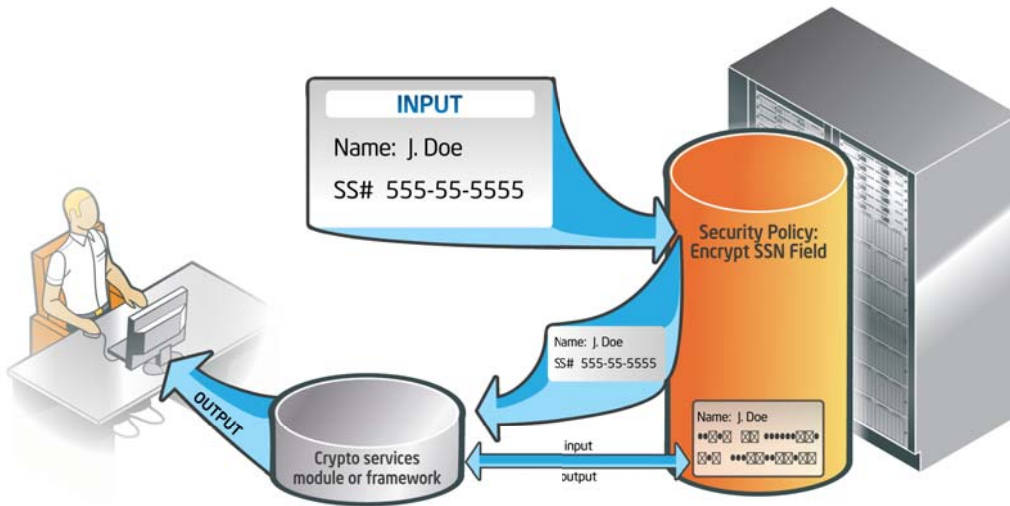 INPUT
Name: J. Doe
SS# 555-55-5555
Security Policy:
Encrypt SSN Field
Name: J. Doe
SS# 555-55-5555
OUTPUT
Crypto services
module or framework
input
output
Name: J. Doe